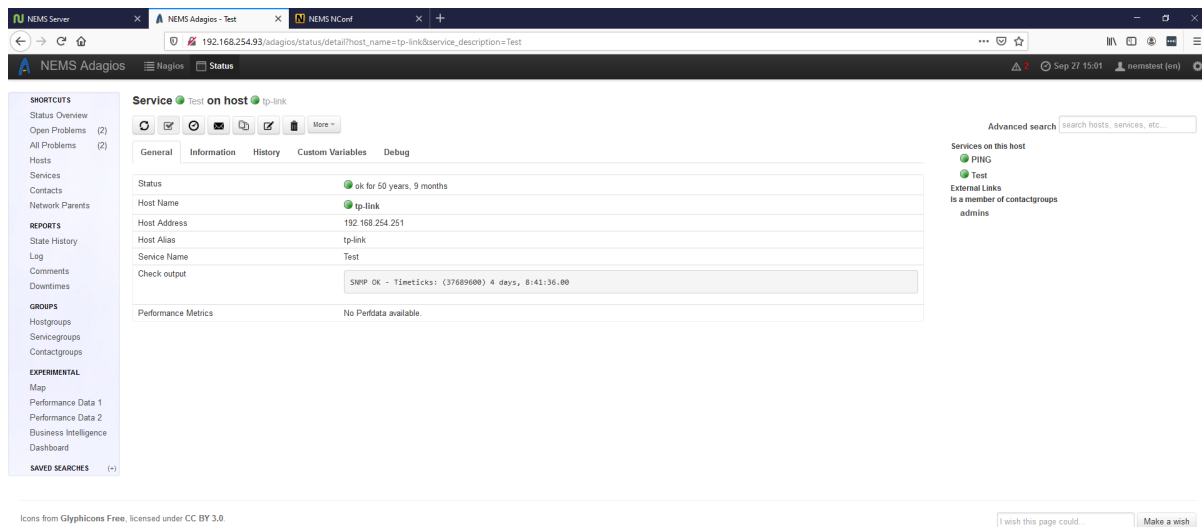 NEMS Server
NEMS Adagios - Test
NEMS NConf
192.168.254.93/adagios/status/detail?host_name=tp-link&service_description=Test
NEMS Adagios
Nagios
Status
2
Sep 27 15:01
nemstest (en)
SHORTCUTS
Status Overview
Open Problems (2)
All Problems (2)
Hosts
Services
Contacts
Network Parents
REPORTS
State History
Log
Comments
Downtimes
GROUPS
Hostgroups
Servicegroups
Contactgroups
EXPERIMENTAL
Map
Performance Data 1
Performance Data 2
Business Intelligence
Dashboard
SAVED SEARCHES (+)
Service Test on host tp-link
More
General Information History Custom Variables Debug
Status ok for 50 years, 9 months
Host Name tp-link
Host Address 192.168.254.251
Host Alias tp-link
Service Name Test
Check output
SNMP OK - Timeticks: (37689600) 4 days, 8:41:36.00
Performance Metrics No Perfdata available.
Advanced search search hosts, services, etc...
Services on this host
PING
Test
External Links
Is a member of contactgroups
admins
Icons from Glyphicons Free, licensed under CC BY 3.0.
I wish this page could...
Make a wish